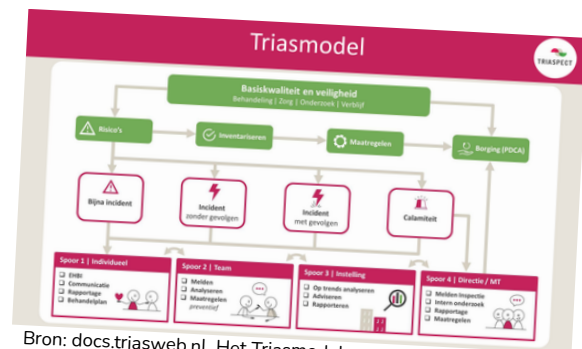 Triasmodel
TRIASPECT
Basiskwaliteit en veiligheid
Behandeling | Zorg | Onderzoek | Verblijf
Risico's
Inventariseren
Maatregelen
Borging (PDCA)
Bijna incident
Incident
zonder gevolgen
Incident
met gevolgen
Calamiteit
Spoor 1 | Individueel
EHBI
Communicatie
Rapportage
Behandelplan
Spoor 2 | Team
Melden
Analyseren
Maatregelen
preventief
Spoor 3 | Instelling
Op trends analyseren
Adviseren
Rapporteren
Spoor 4 | Directie / MT
Melden Inspectie
Intern onderzoek
Rapportage
Maatregelen
Bron: docs.triasweb.nl, Het Triasmodel